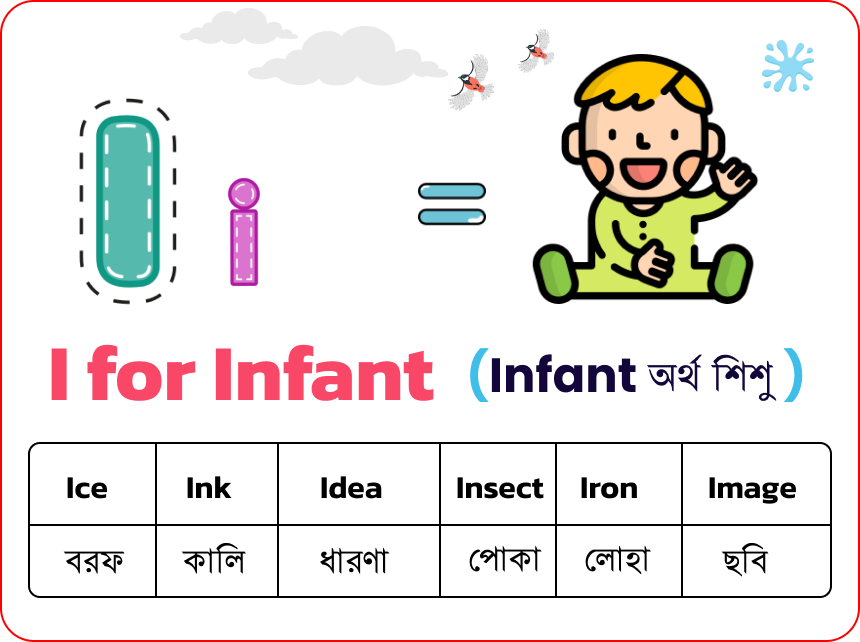 I i =
I for Infant (Infant অর্থ শিশু)
Ice Ink Idea Insect Iron Image
বরফ কালি ধারণা পোকা লোহা ছবি